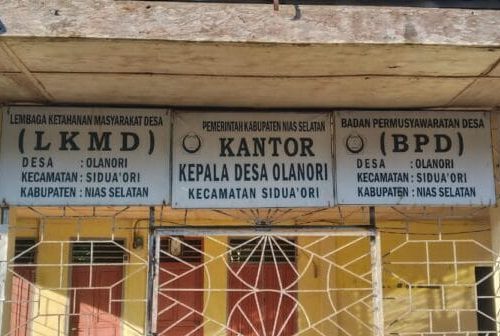 LEMBAGA KETAHANAN MASYARAKAT DESA
(LKMD)
DESA : OLANORI
KECAMATAN : SIDUA'ORI
KABUPATEN : NIAS SELATAN
PEMERINTAH KABUPATEN NIAS SELATAN
KANTOR
KEPALA DESA OLANORI
KECAMATAN SIDUA'ORI
BADAN PERMUSYAWARATAN DESA
(BPD)
DESA : OLANORI
KECAMATAN : SIDUA'ORI
KABUPATEN : NIAS SELATAN